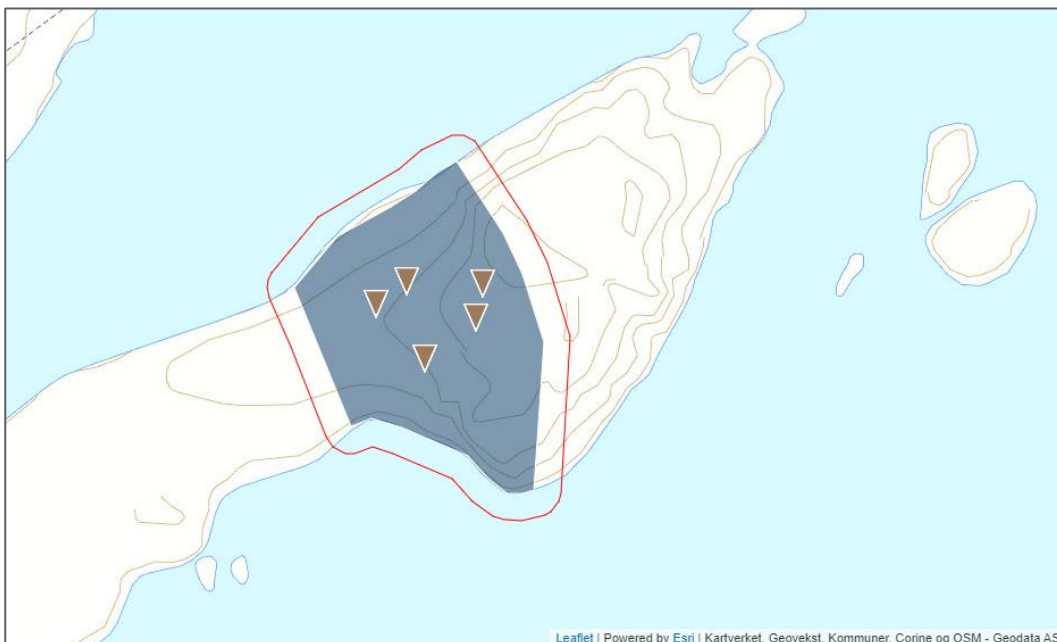 Leaflet | Powered by Esri | Kartverket, Geovekst, Kommuner, Corine og OSM - Geodata AS